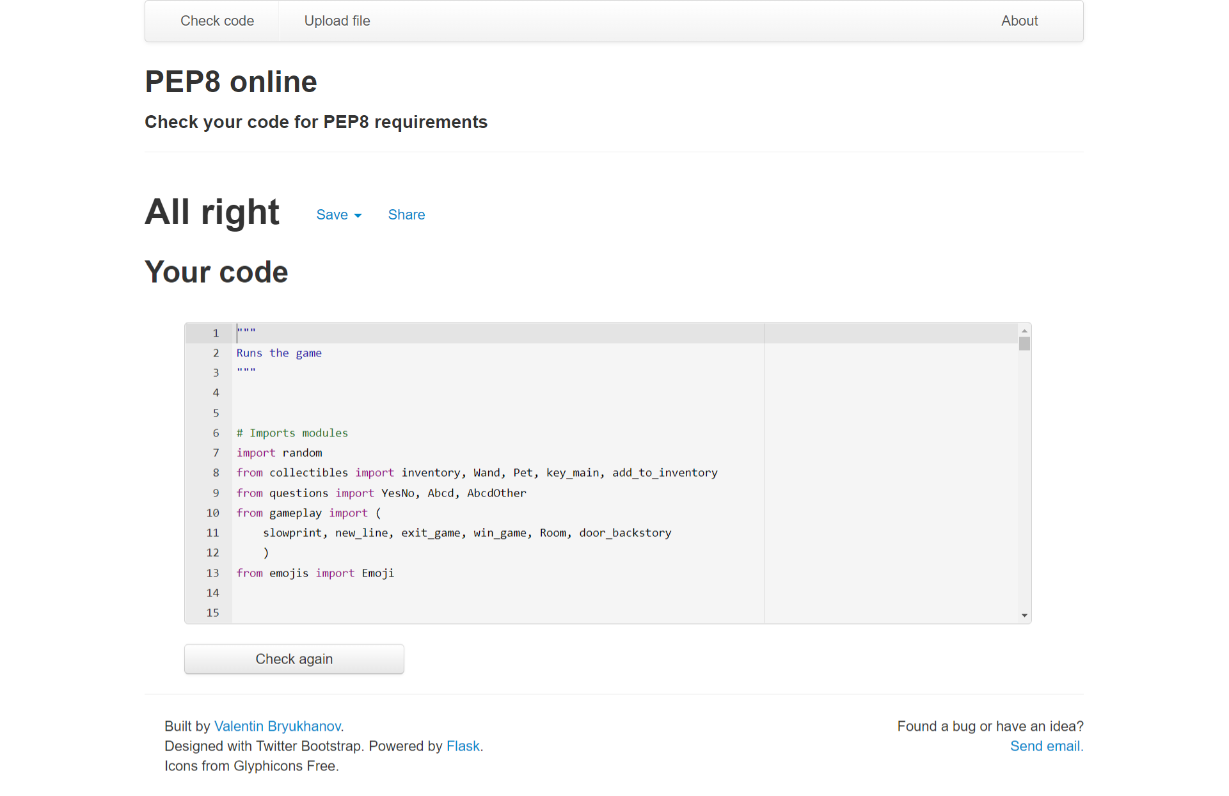 Check code Upload file About
PEP8 online
Check your code for PEP8 requirements
All right Save Share
Your code
1 """
2 Runs the game
3 """
4
5
6 # Imports modules
7 import random
8 from collectibles import inventory, Wand, Pet, key_main, add_to_inventory
9 from questions import YesNo, Abcd, AbcdOther
10 from gameplay import (
11     slowprint, new_line, exit_game, win_game, Room, door_backstory
12     )
13 from emojis import Emoji
14
15
Check again
Built by Valentin Bryukhanov. Found a bug or have an idea?
Designed with Twitter Bootstrap. Powered by Flask. Send email.
Icons from Glyphicons Free.